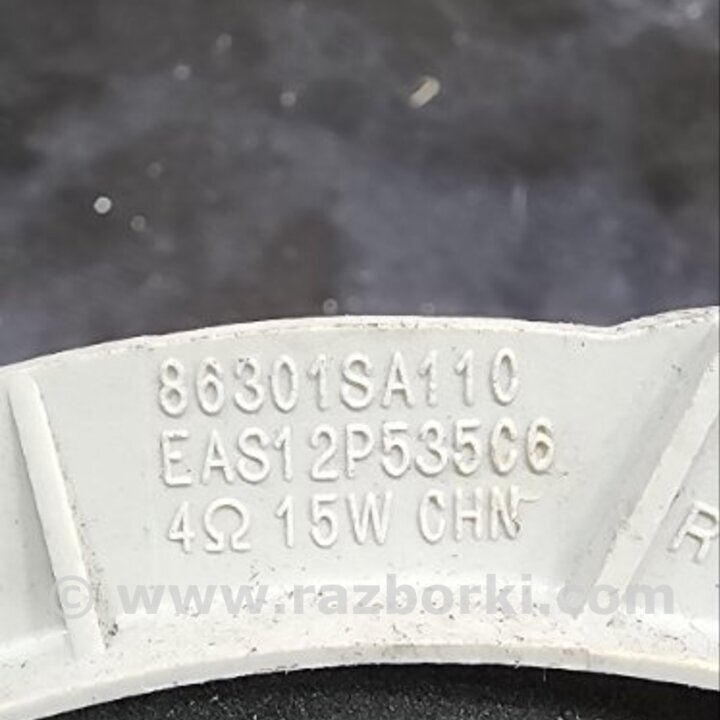 86301SA110
EAS12P535C6
4Ω 15W CHN
R
© www.razborki.com